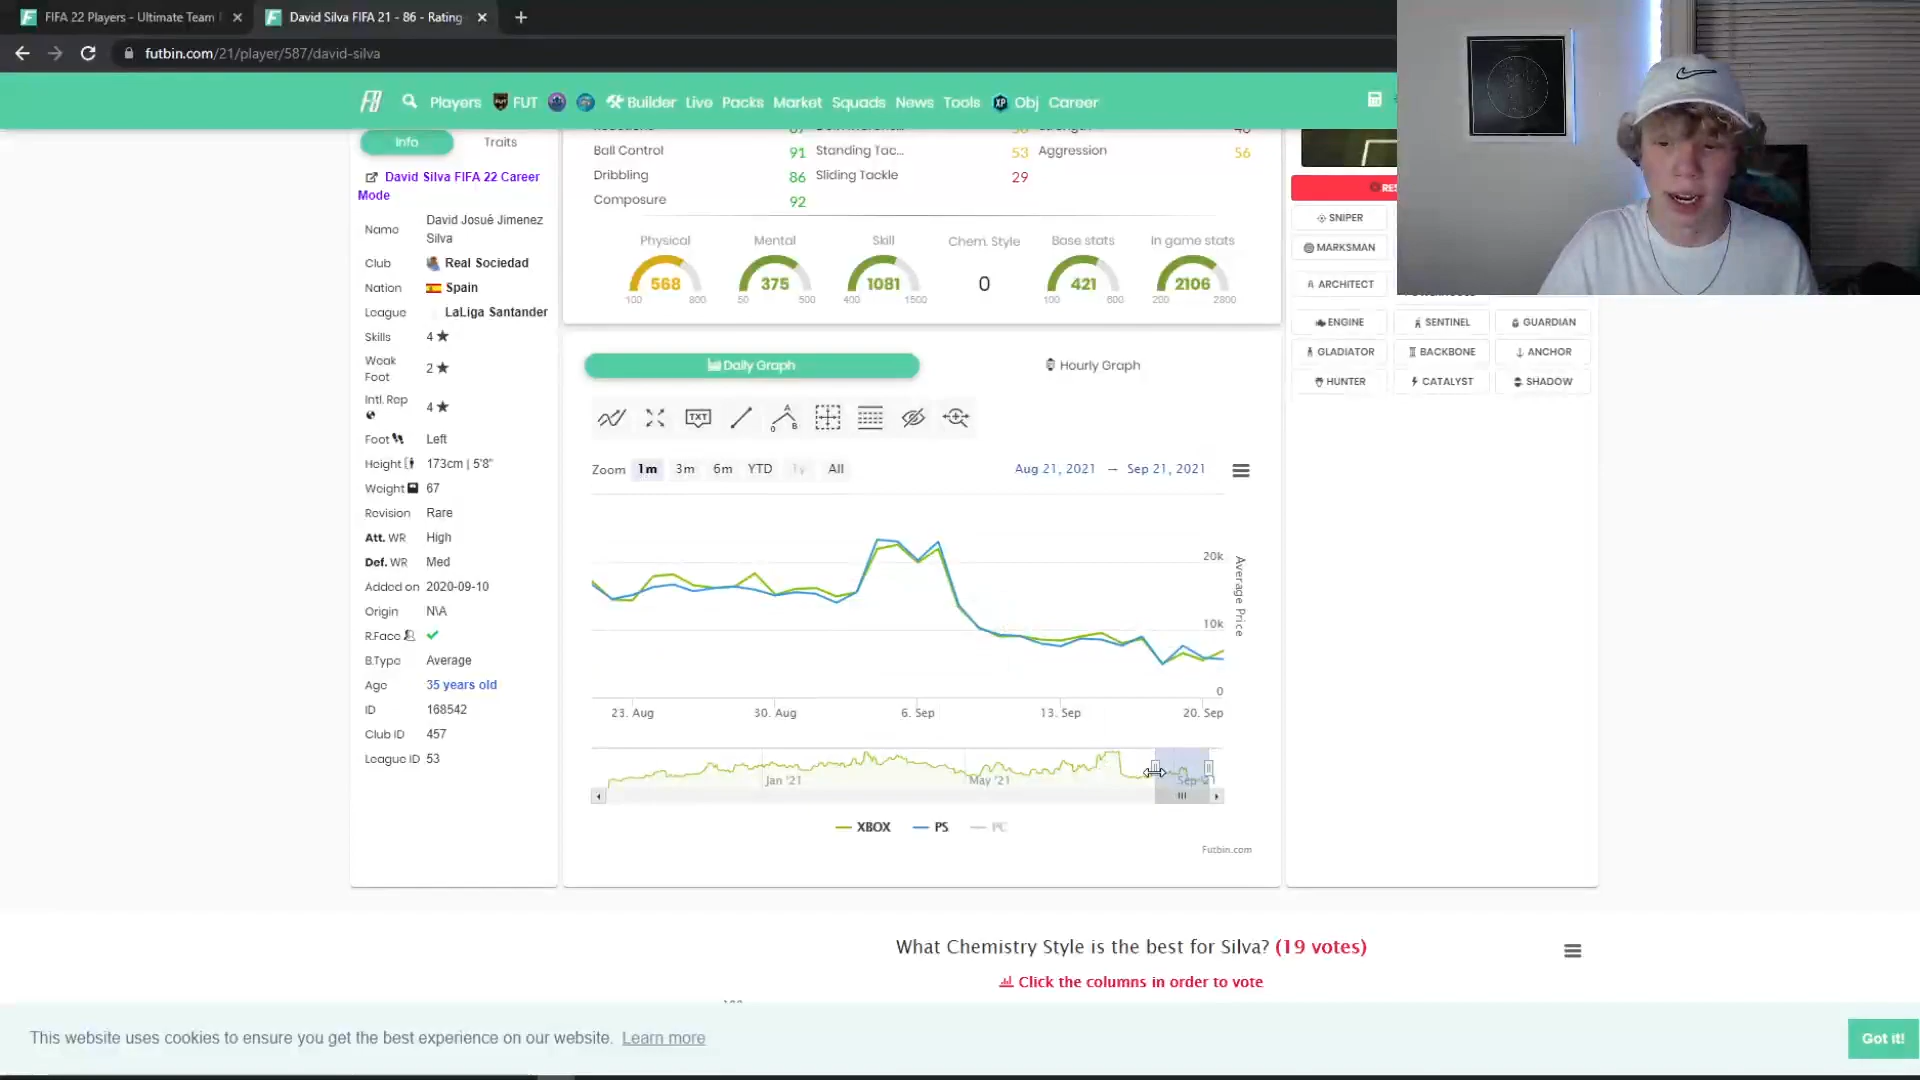 FIFA 22 Players - Ultimate Team
David Silva FIFA 21 - 86 - Rating
futbin.com/21/player/587/david-silva
Players FUT Builder Live Packs Market Squads News Tools XP Obj Career
Info Traits
David Silva FIFA 22 Career
Mode
Name David Josué Jimenez
Silva
Club Real Sociedad
Nation Spain
League LaLiga Santander
Skills 4
Weak
Foot 2
Intl. Rep 4
Foot Left
Height 173cm | 5'8"
Weight 67
Revision Rare
Att. WR High
Def. WR Med
Added on 2020-09-10
Origin N\A
R.Face
B.Type Average
Age 35 years old
ID 168542
Club ID 457
League ID 53
Ball Control 91 Standing Tac... 53 Aggression 56
Dribbling 86 Sliding Tackle 29
Composure 92
Physical Mental Skill Chem. Style Base stats In game stats
568 375 1081 0 421 2106
100 800 50 500 400 1500 100 600 200 2800
Daily Graph Hourly Graph
TXT A 0 B
Zoom 1m 3m 6m YTD 1y All Aug 21, 2021 → Sep 21, 2021
20k
10k
0
Average Price
23. Aug 30. Aug 6. Sep 13. Sep 20. Sep
Jan '21 May '21 Sep '21
XBOX PS PC
Futbin.com
RES
SNIPER
MARKSMAN
ARCHITECT
ENGINE SENTINEL GUARDIAN
GLADIATOR BACKBONE ANCHOR
HUNTER CATALYST SHADOW
What Chemistry Style is the best for Silva? (19 votes)
Click the columns in order to vote
This website uses cookies to ensure you get the best experience on our website. Learn more
Got it!